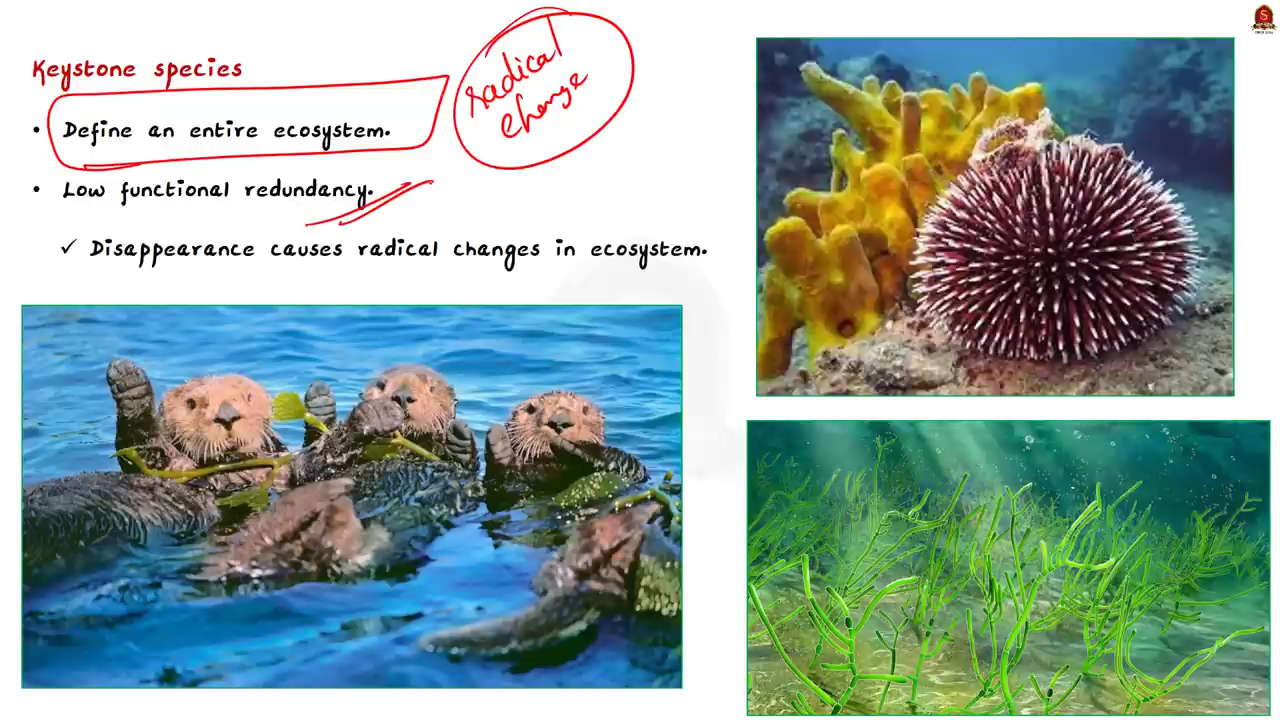 Keystone species
• Define an entire ecosystem.
radical
change
• Low functional redundancy.
✓ Disappearance causes radical changes in ecosystem.